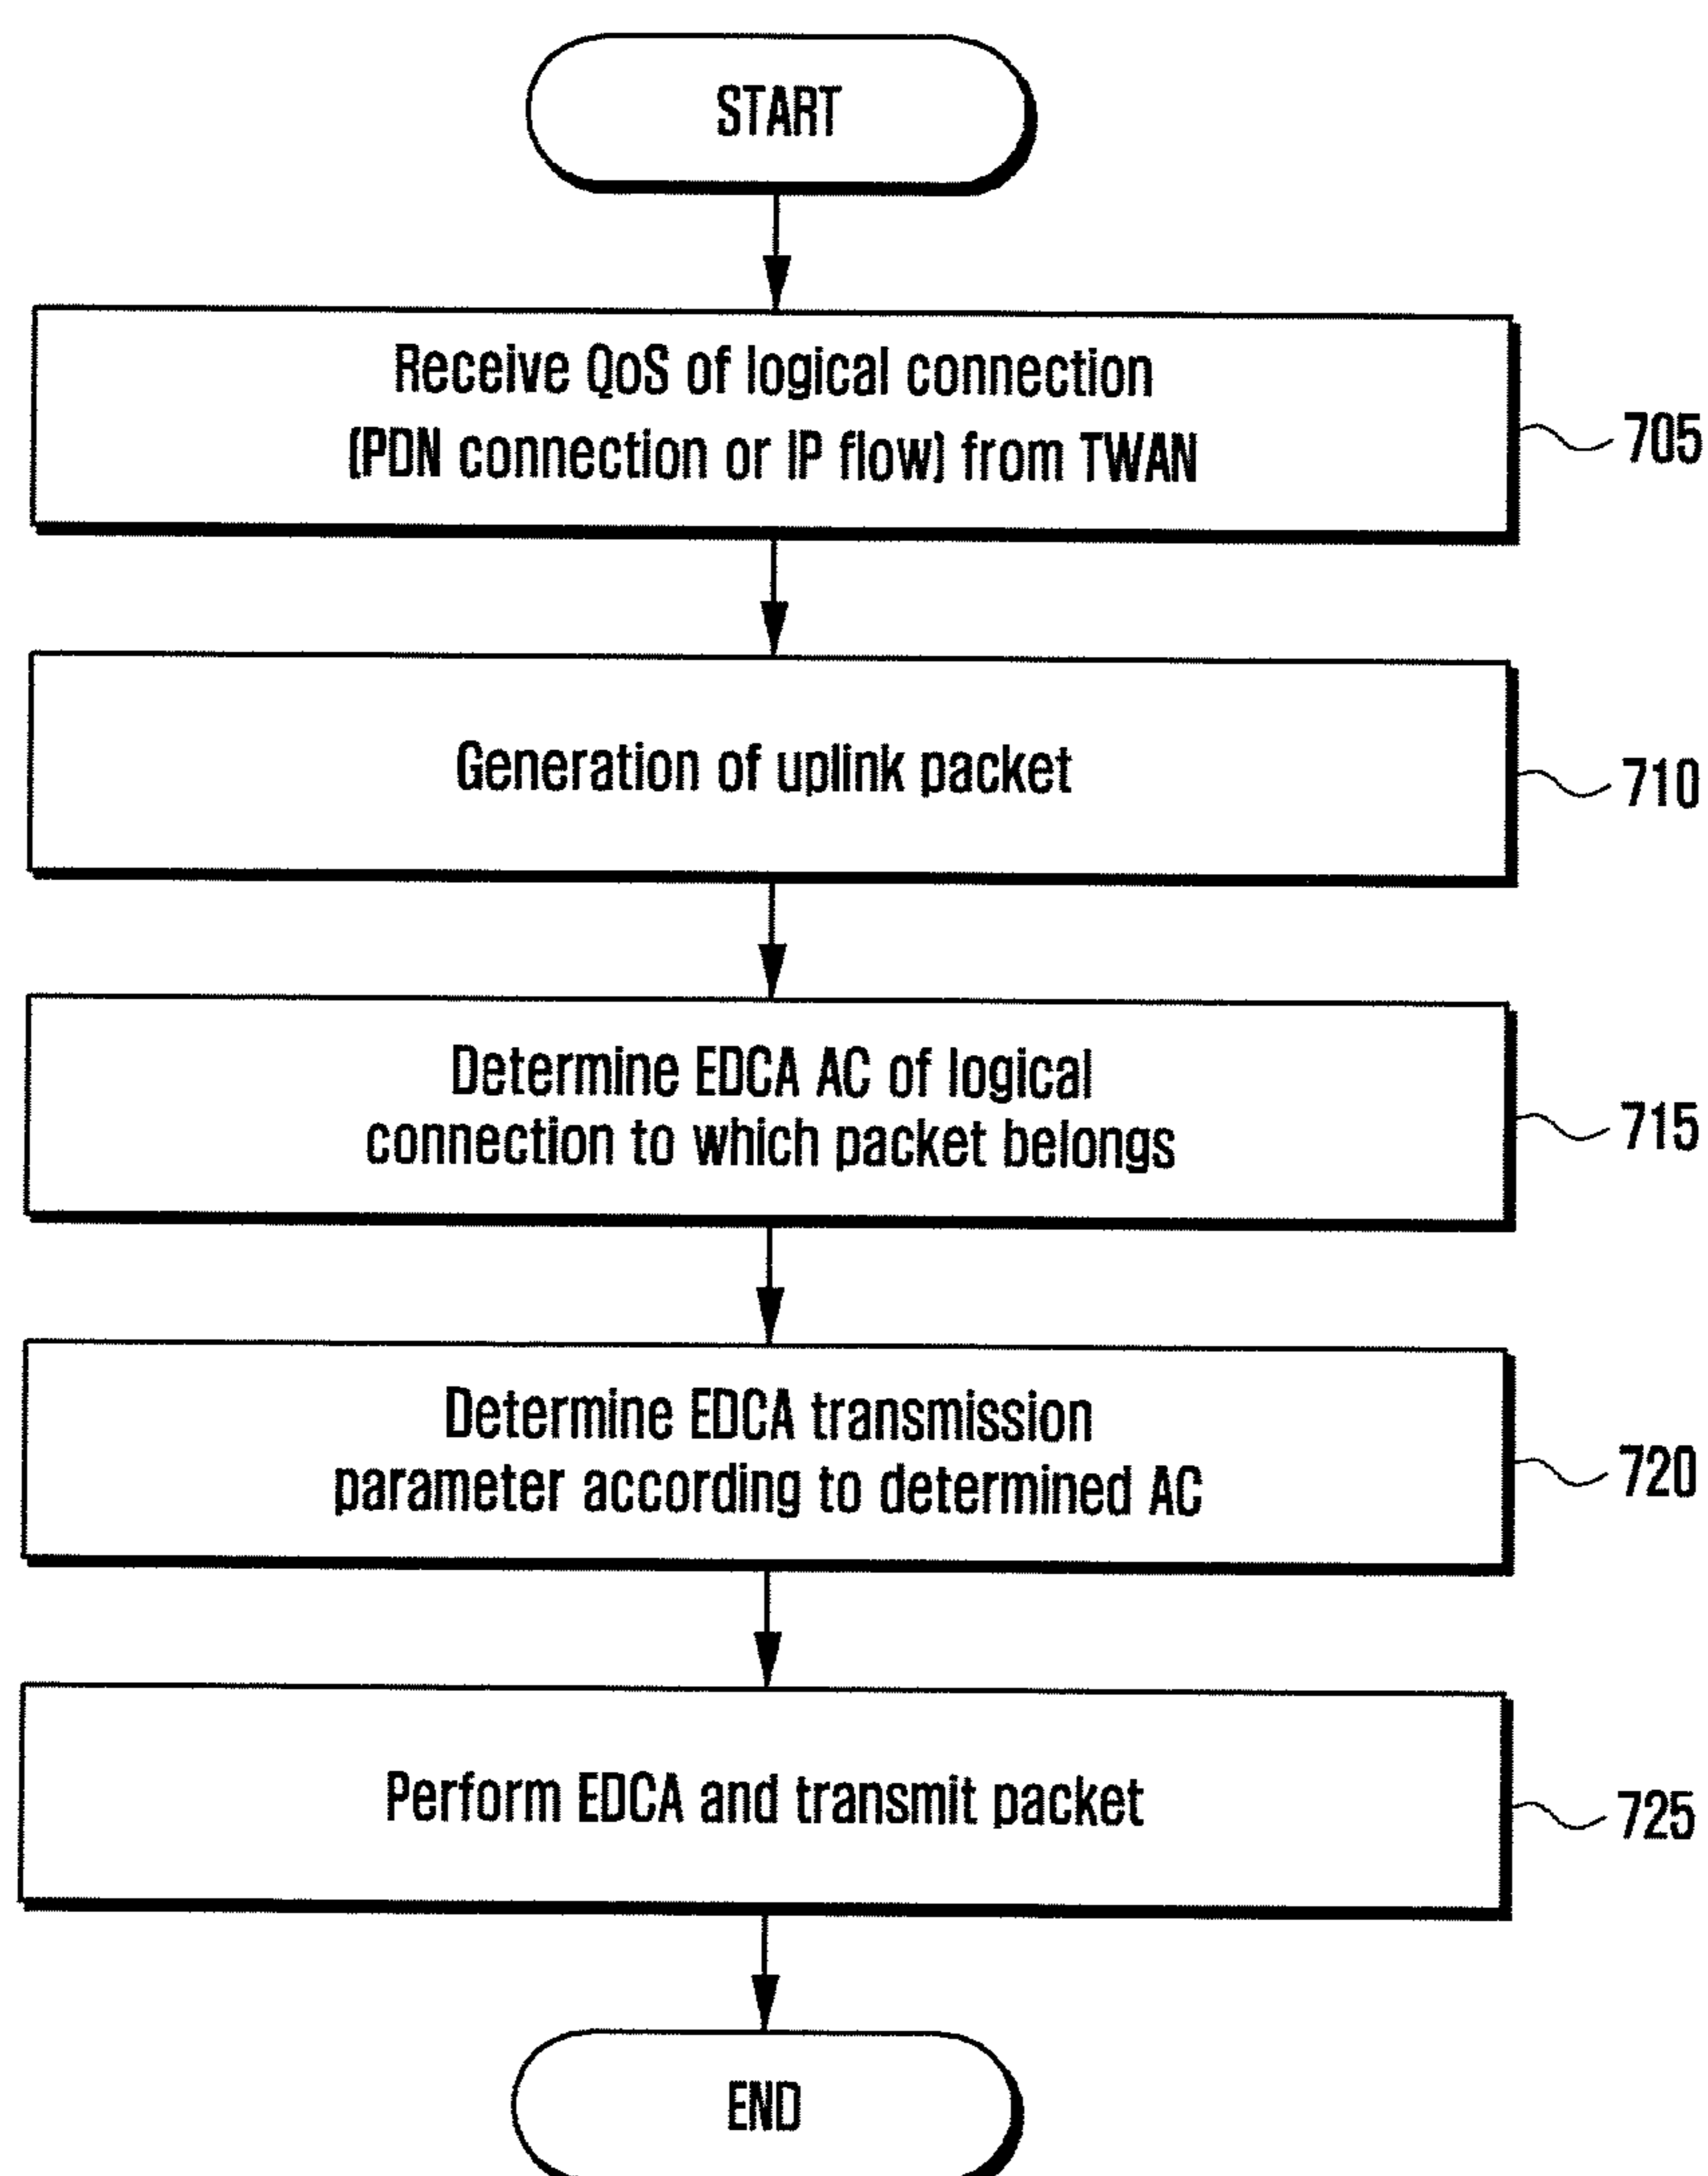 START
Receive QoS of logical connection
(PDN connection or IP flow) from TWAN
705
Generation of uplink packet
710
Determine EDCA AC of logical
connection to which packet belongs
715
Determine EDCA transmission
parameter according to determined AC
720
Perform EDCA and transmit packet
725
END